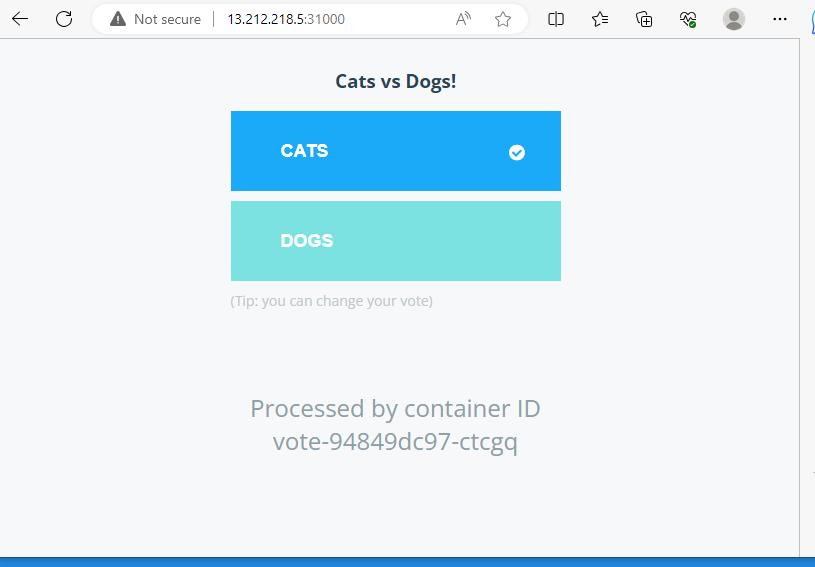 Not secure
13.212.218.5:31000
Cats vs Dogs!
CATS
DOGS
(Tip: you can change your vote)
Processed by container ID
vote-94849dc97-ctcgq